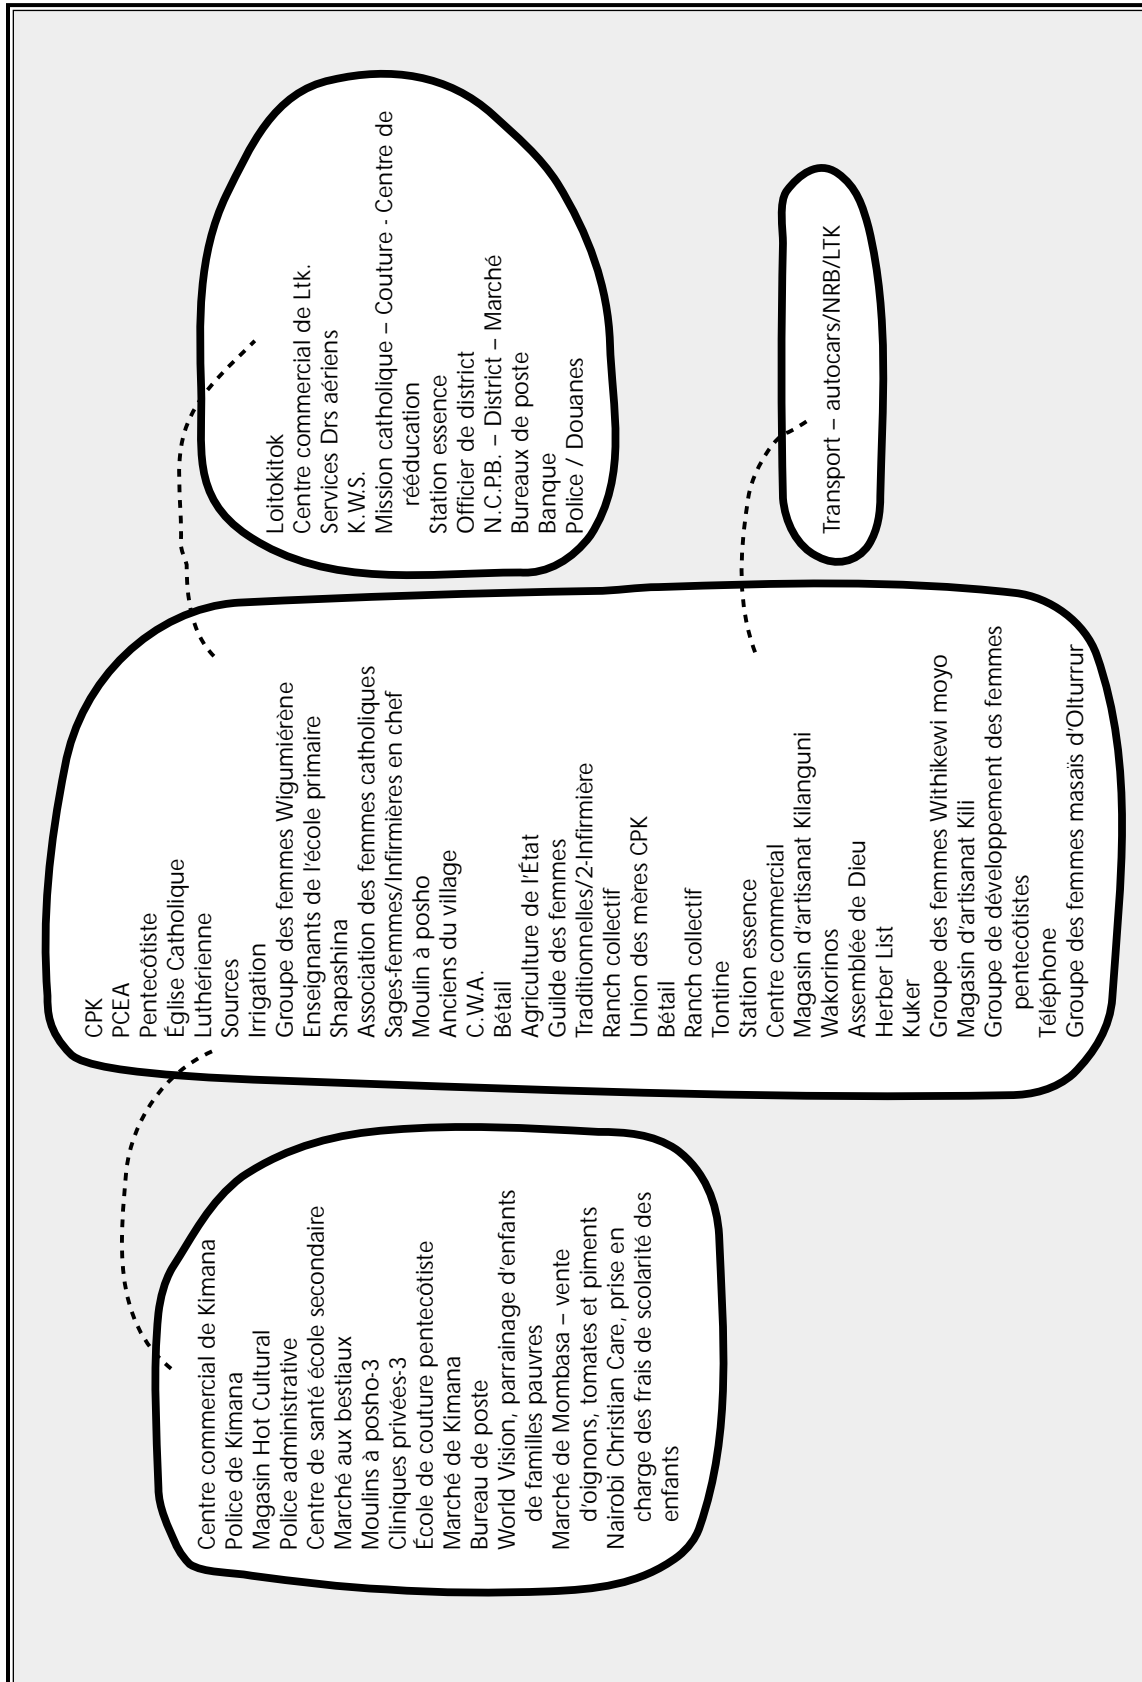 Centre commercial de Kimana
Police de Kimana
Magasin Hot Cultural
Police administrative
Centre de santé école secondaire
Marché aux bestiaux
Moulins à posho-3
Cliniques privées-3
École de couture pentecôtiste
Marché de Kimana
Bureau de poste
World Vision, parrainage d'enfants
de familles pauvres
Marché de Mombasa – vente
d'oignons, tomates et piments
Nairobi Christian Care, prise en
charge des frais de scolarité des
enfants
CPK
PCEA
Pentecôtiste
Église Catholique
Luthérienne
Sources
Irrigation
Groupe des femmes Wigumiérène
Enseignants de l'école primaire
Shapashina
Association des femmes catholiques
Sages-femmes/Infirmières en chef
Moulin à posho
Anciens du village
C.W.A.
Bétail
Agriculture de l'État
Guilde des femmes
Traditionnelles/2-Infirmière
Ranch collectif
Union des mères CPK
Bétail
Ranch collectif
Tontine
Station essence
Centre commercial
Magasin d'artisanat Kilanguni
Wakorinos
Assemblée de Dieu
Herber List
Kuker
Groupe des femmes Withikewi moyo
Magasin d'artisanat Kili
Groupe de développement des femmes
pentecôtistes
Téléphone
Groupe des femmes masaïs d'Olturrur
Loitokitok
Centre commercial de Ltk.
Services Drs aériens
K.W.S.
Mission catholique – Couture - Centre de
rééducation
Station essence
Officier de district
N.C.P.B. – District – Marché
Bureaux de poste
Banque
Police / Douanes
Transport – autocars/NRB/LTK